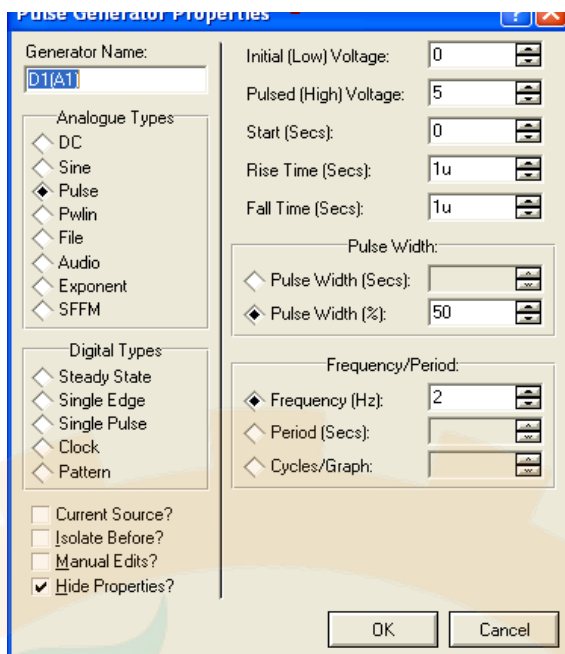 Pulse Generator Properties
Generator Name:
D1(A1)
Analogue Types
DC
Sine
Pulse
Pwlin
File
Audio
Exponent
SFFM
Digital Types
Steady State
Single Edge
Single Pulse
Clock
Pattern
Current Source?
Isolate Before?
Manual Edits?
Hide Properties?
Initial (Low) Voltage: 0
Pulsed (High) Voltage: 5
Start (Secs): 0
Rise Time (Secs): 1u
Fall Time (Secs): 1u
Pulse Width:
Pulse Width (Secs):
Pulse Width (%): 50
Frequency/Period:
Frequency (Hz): 2
Period (Secs):
Cycles/Graph:
OK Cancel